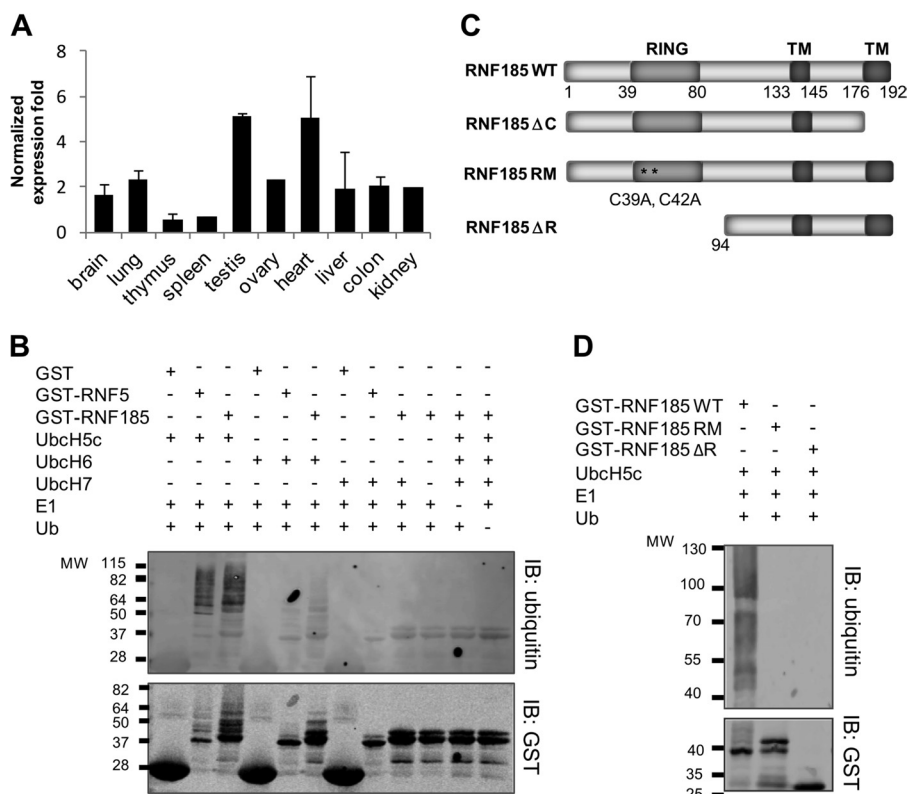 A
Normalized
expression fold
8
6
4
2
0
brain
lung
thymus
spleen
testis
ovary
heart
liver
colon
kidney
C
RING TM TM
RNF185 WT
1 39 80 133 145 176 192
RNF185 ΔC
RNF185 RM
* *
C39A, C42A
RNF185 ΔR
94
B
GST + - - + - - + - - - - -
GST-RNF5 - + - - + - - + - - - -
GST-RNF185 - - + - - + - - + + + +
UbcH5c + + + - - - - - - - + +
UbcH6 - - - + + + - - - - + +
UbcH7 - - - - - - + + + - + +
E1 + + + + + + + + + + - +
Ub + + + + + + + + + + + -
MW
115
82
64
50
37
28
IB: ubiquitin
82
64
50
37
28
IB: GST
D
GST-RNF185 WT + - -
GST-RNF185 RM - + -
GST-RNF185 ΔR - - +
UbcH5c + + +
E1 + + +
Ub + + +
MW
130
100
70
55
40
IB: ubiquitin
40
35
25
IB: GST